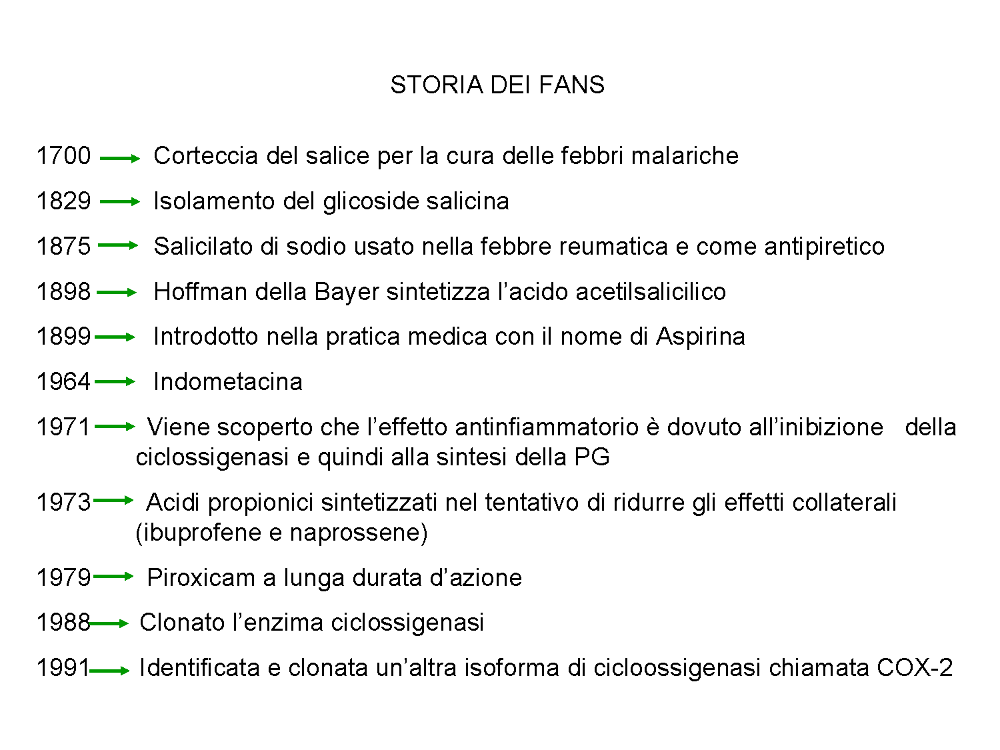 STORIA DEI FANS
1700 Corteccia del salice per la cura delle febbri malariche
1829 Isolamento del glicoside salicina
1875 Salicilato di sodio usato nella febbre reumatica e come antipiretico
1898 Hoffman della Bayer sintetizza l’acido acetilsalicilico
1899 Introdotto nella pratica medica con il nome di Aspirina
1964 Indometacina
1971 Viene scoperto che l’effetto antinfiammatorio è dovuto all’inibizione della
ciclossigenasi e quindi alla sintesi della PG
1973 Acidi propionici sintetizzati nel tentativo di ridurre gli effetti collaterali
(ibuprofene e naprossene)
1979 Piroxicam a lunga durata d’azione
1988 Clonato l’enzima ciclossigenasi
1991 Identificata e clonata un’altra isoforma di cicloossigenasi chiamata COX-2